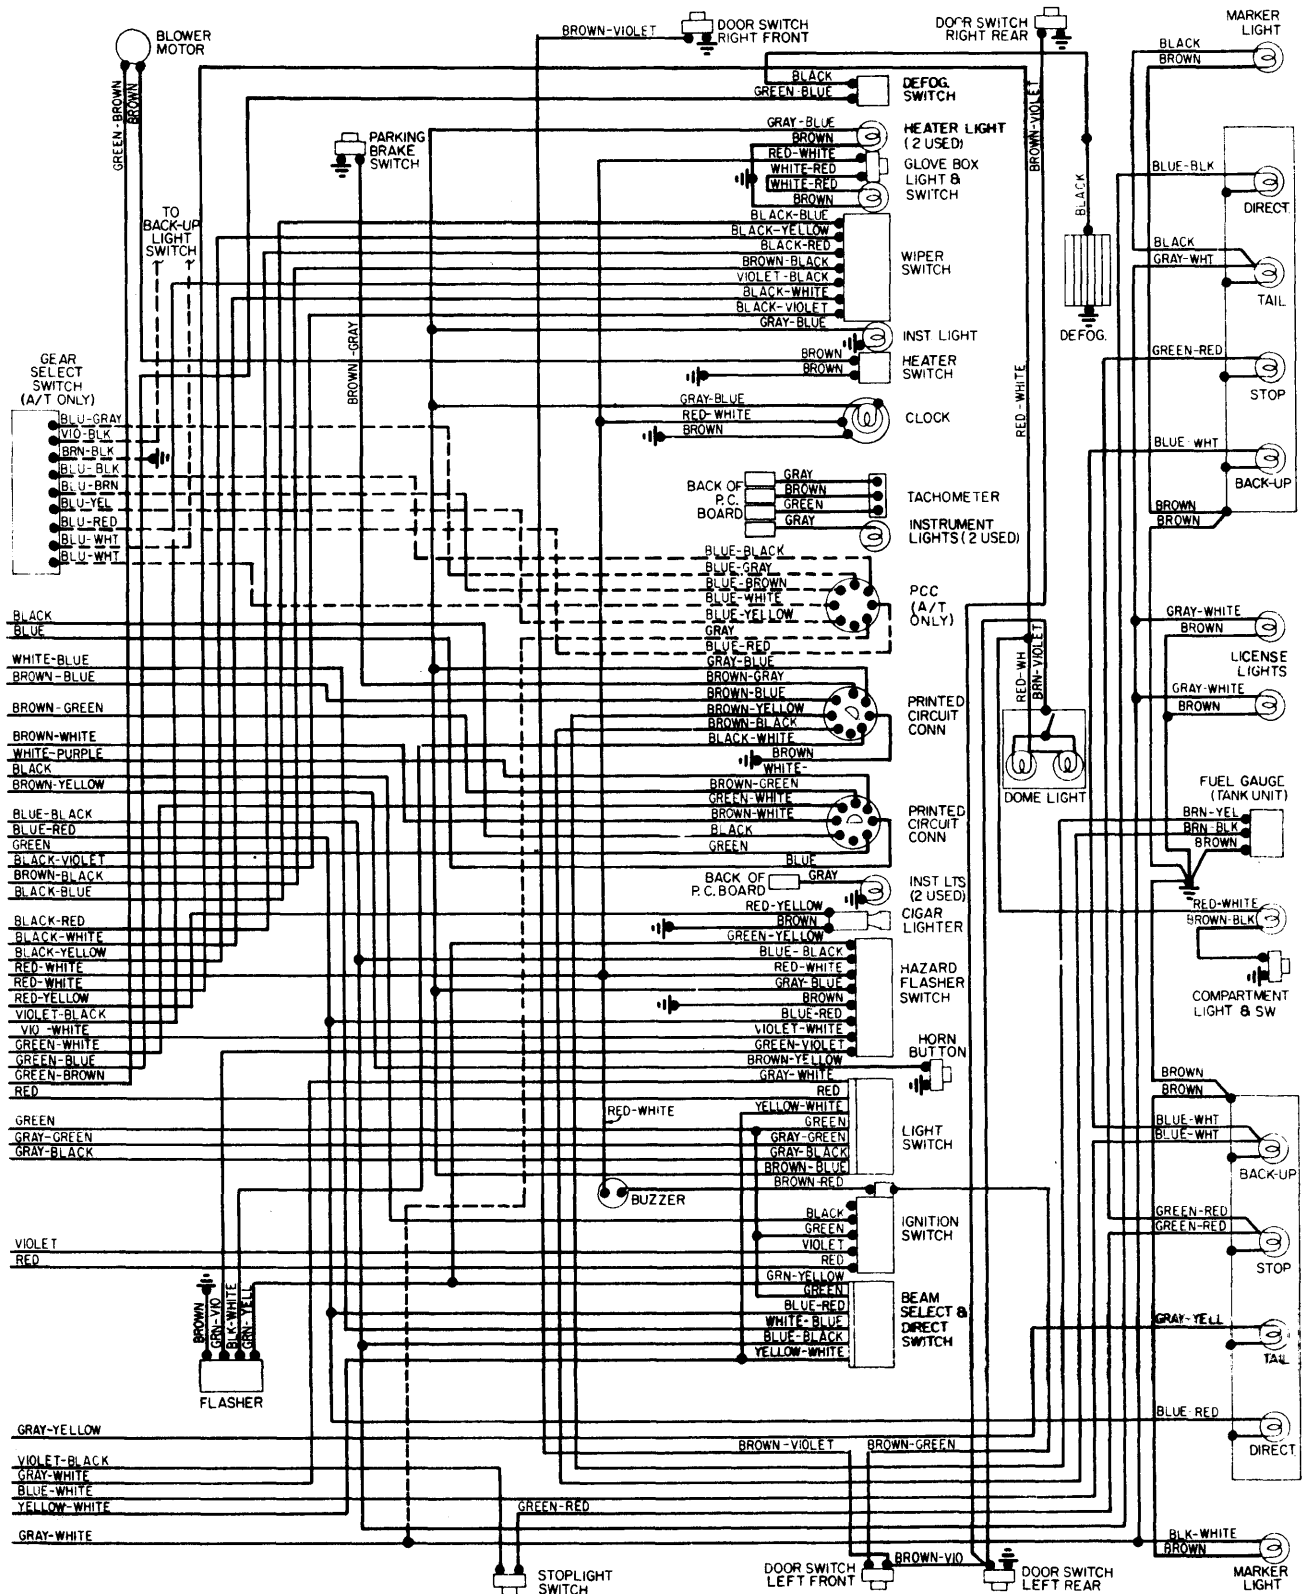 BLOWER
MOTOR
BROWN-VIOLET
DOOR SWITCH
RIGHT FRONT
DOOR SWITCH
RIGHT REAR
MARKER
LIGHT
BLACK
BROWN
GREEN-BROWN
BROWN
BLACK
GREEN-BLUE
DEFOG.
SWITCH
BROWN-VIOLET
PARKING
BRAKE
SWITCH
GRAY-BLUE
BROWN
RED-WHITE
WHITE-RED
WHITE-RED
BROWN
HEATER LIGHT
(2 USED)
GLOVE BOX
LIGHT &
SWITCH
BLACK
BLUE-BLK
DIRECT.
TO
BACK-UP
LIGHT
SWITCH
BLACK-BLUE
BLACK-YELLOW
BLACK-RED
BROWN-BLACK
VIOLET-BLACK
BLACK-WHITE
BLACK-VIOLET
GRAY-BLUE
WIPER
SWITCH
INST LIGHT
DEFOG.
BLACK
GRAY-WHT
TAIL
BROWN-GRAY
BROWN
BROWN
HEATER
SWITCH
GREEN-RED
STOP
GEAR
SELECT
SWITCH
(A/T ONLY)
GRAY-BLUE
RED-WHITE
BROWN
CLOCK
RED-WHITE
BLUE WHT
BACK-UP
BLU-GRAY
VIO-BLK
BRN-BLK
BLU-BLK
BLU-BRN
BLU-YEL
BLU-RED
BLU-WHT
BLU-WHT
BACK OF
P.C.
BOARD
GRAY
BROWN
GREEN
GRAY
TACHOMETER
INSTRUMENT
LIGHTS (2 USED)
BROWN
BROWN
BLUE-BLACK
BLUE-GRAY
BLUE-BROWN
BLUE-WHITE
BLUE-YELLOW
GRAY
BLUE-RED
PCC
(A/T
ONLY)
BLACK
BLUE
WHITE-BLUE
BROWN-BLUE
BROWN-GREEN
BROWN-WHITE
WHITE-PURPLE
BLACK
BROWN-YELLOW
GRAY-BLUE
BROWN-GRAY
BROWN-BLUE
BROWN-YELLOW
BROWN-BLACK
BLACK-WHITE
BROWN
PRINTED
CIRCUIT
CONN
RED-WH
BRN-VIOLET
DOME LIGHT
GRAY-WHITE
BROWN
LICENSE
LIGHTS
GRAY-WHITE
BROWN
WHITE-
BROWN-GREEN
GREEN-WHITE
BROWN-WHITE
BLACK
GREEN
BLUE
PRINTED
CIRCUIT
CONN
FUEL GAUGE
(TANK UNIT)
BRN-YEL
BRN-BLK
BROWN
BLUE-BLACK
BLUE-RED
GREEN
BLACK-VIOLET
BROWN-BLACK
BLACK-BLUE
BACK OF
P.C. BOARD
GRAY
INST LTS
(2 USED)
RED-YELLOW
BROWN
CIGAR
LIGHTER
RED-WHITE
BROWN-BLK
COMPARTMENT
LIGHT & SW
BLACK-RED
BLACK-WHITE
BLACK-YELLOW
RED-WHITE
RED-WHITE
RED-YELLOW
VIOLET-BLACK
VIO -WHITE
GREEN-WHITE
GREEN-BLUE
GREEN-BROWN
RED
GREEN-YELLOW
BLUE-BLACK
RED-WHITE
GRAY-BLUE
BROWN
BLUE-RED
VIOLET-WHITE
GREEN-VIOLET
HAZARD
FLASHER
SWITCH
BROWN-YELLOW
HORN
BUTTON
GREEN
GRAY-GREEN
GRAY-BLACK
RED-WHITE
GRAY-WHITE
RED
YELLOW-WHITE
GREEN
GRAY-GREEN
GRAY-BLACK
BROWN-BLUE
LIGHT
SWITCH
BROWN
BROWN
BLUE-WHT
BLUE-WHT
BACK-UP
BUZZER
BROWN-RED
BLACK
GREEN
VIOLET
RED
IGNITION
SWITCH
GREEN-RED
GREEN-RED
STOP
VIOLET
RED
GRN-YELLOW
GREEN
BLUE-RED
WHITE-BLUE
BLUE-BLACK
YELLOW-WHITE
BEAM
SELECT &
DIRECT
SWITCH
GRAY-YELL
TAIL
BROWN
GRN-VIO
BLK-WHITE
GRN-YELL
FLASHER
BLUE RED
DIRECT
GRAY-YELLOW
VIOLET-BLACK
GRAY-WHITE
BLUE-WHITE
YELLOW-WHITE
GRAY-WHITE
BROWN-VIOLET
BROWN-GREEN
GREEN-RED
STOPLIGHT
SWITCH
DOOR SWITCH
LEFT FRONT
BROWN-VIO
DOOR SWITCH
LEFT REAR
BLK-WHITE
BROWN
MARKER
LIGHT